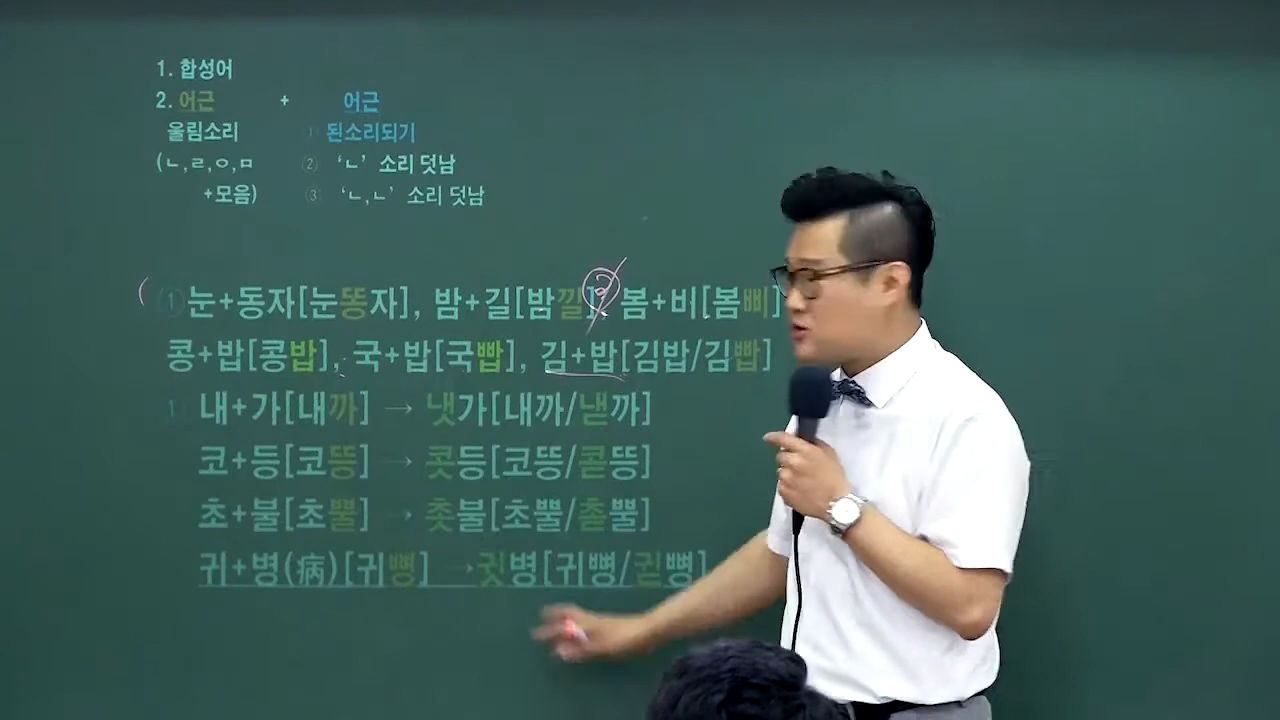 1. 합성어
2. 어근 + 어근
울림소리 ① 된소리되기
(ㄴ,ㄹ,ㅇ,ㅁ ② ‘ㄴ’ 소리 덧남
+모음) ③ ‘ㄴ,ㄴ’ 소리 덧남
① 눈+동자[눈똥자], 밤+길[밤낄], 봄+비[봄삐]
콩+밥[콩밥], 국+밥[국빱], 김+밥[김밥/김빱]
내+가[내까] → 냇가[내까/낻까]
코+등[코뜽] → 콧등[코뜽/콛뜽]
초+불[초뿔] → 촛불[초뿔/촏뿔]
귀+병(病)[귀뼝] →귓병[귀뼝/귇뼝]